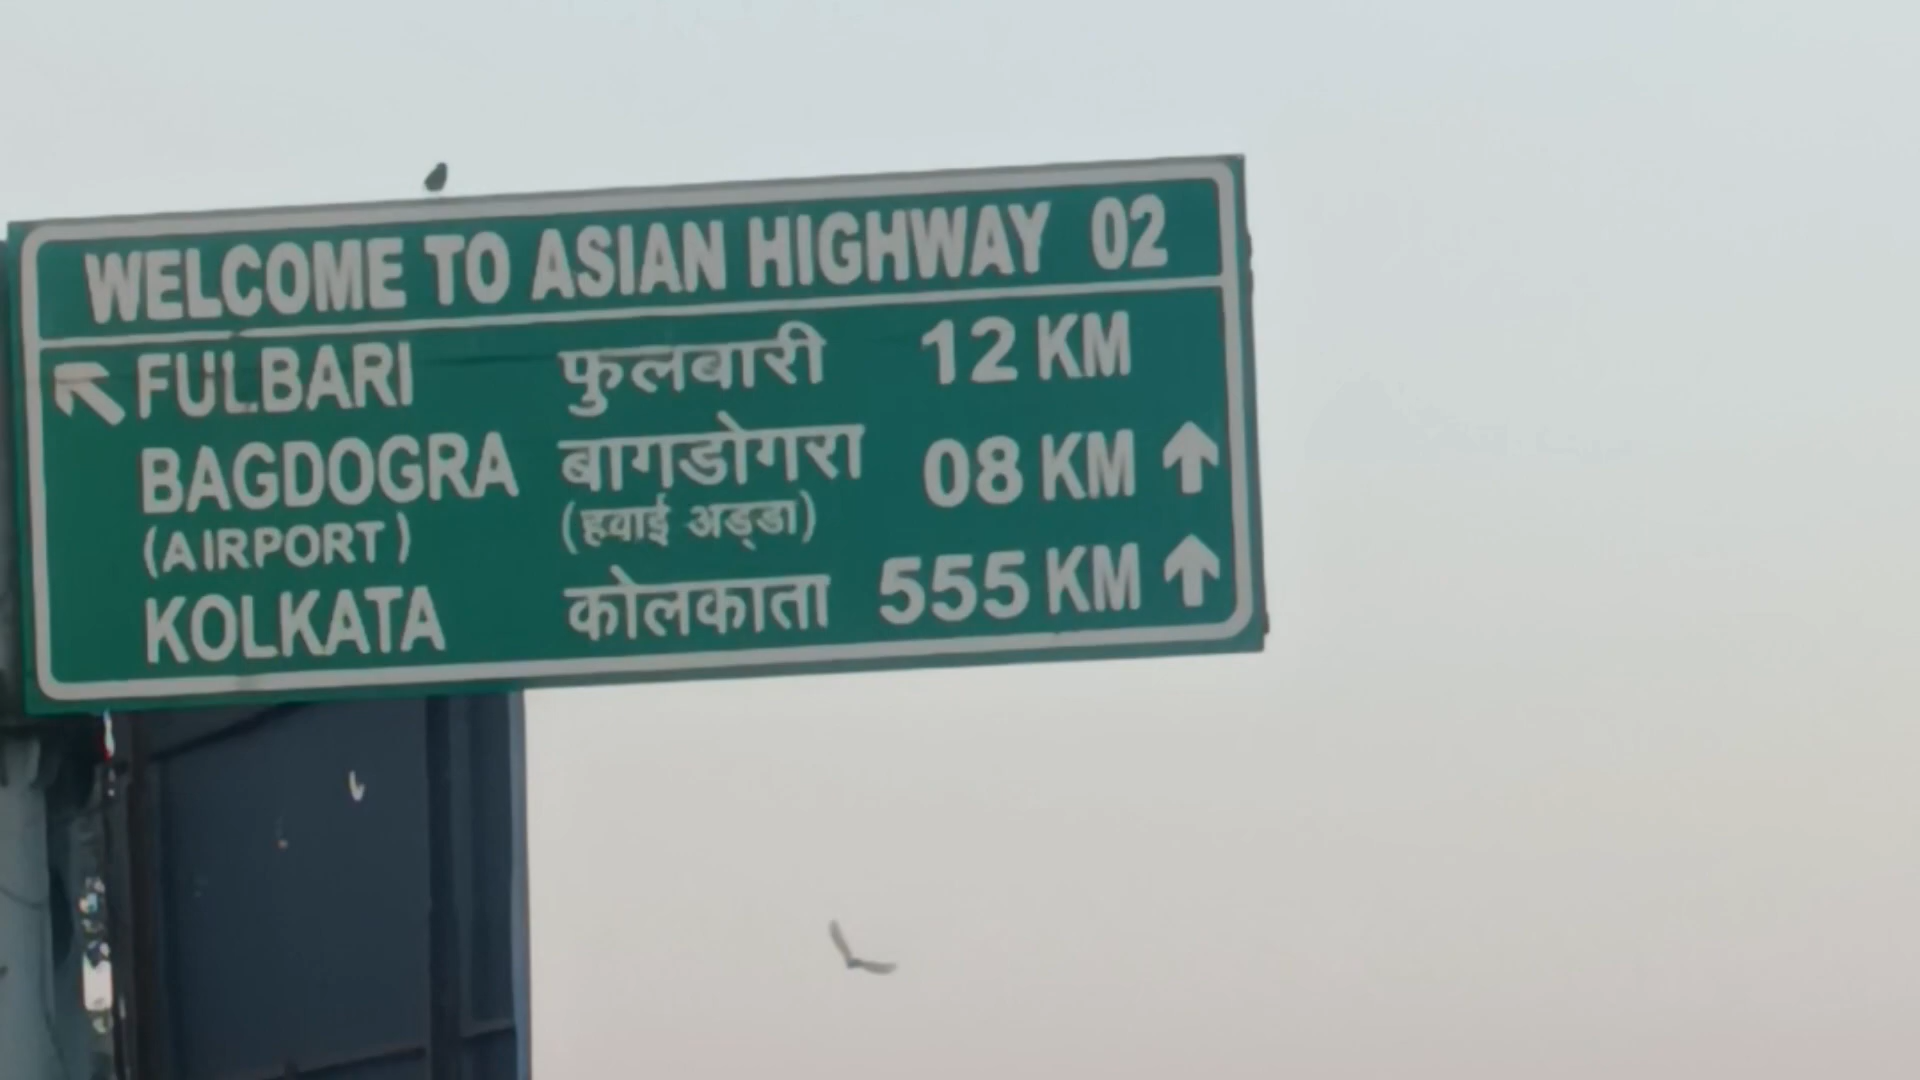 WELCOME TO ASIAN HIGHWAY 02
FULBARI फुलबारी 12 KM
BAGDOGRA बागडोगरा 08 KM
(AIRPORT) (हवाई अड्डा)
KOLKATA कोलकाता 555 KM